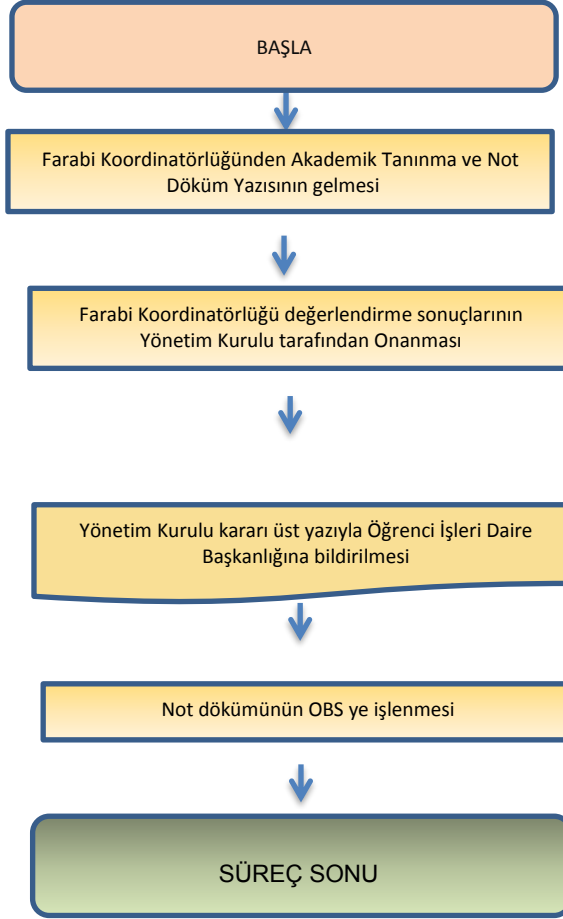 BAŞLA
Farabi Koordinatörlüğünden Akademik Tanınma ve Not
Döküm Yazısının gelmesi
Farabi Koordinatörlüğü değerlendirme sonuçlarının
Yönetim Kurulu tarafından Onanması
Yönetim Kurulu kararı üst yazıyla Öğrenci İşleri Daire
Başkanlığına bildirilmesi
Not dökümünün OBS ye işlenmesi
SÜREÇ SONU